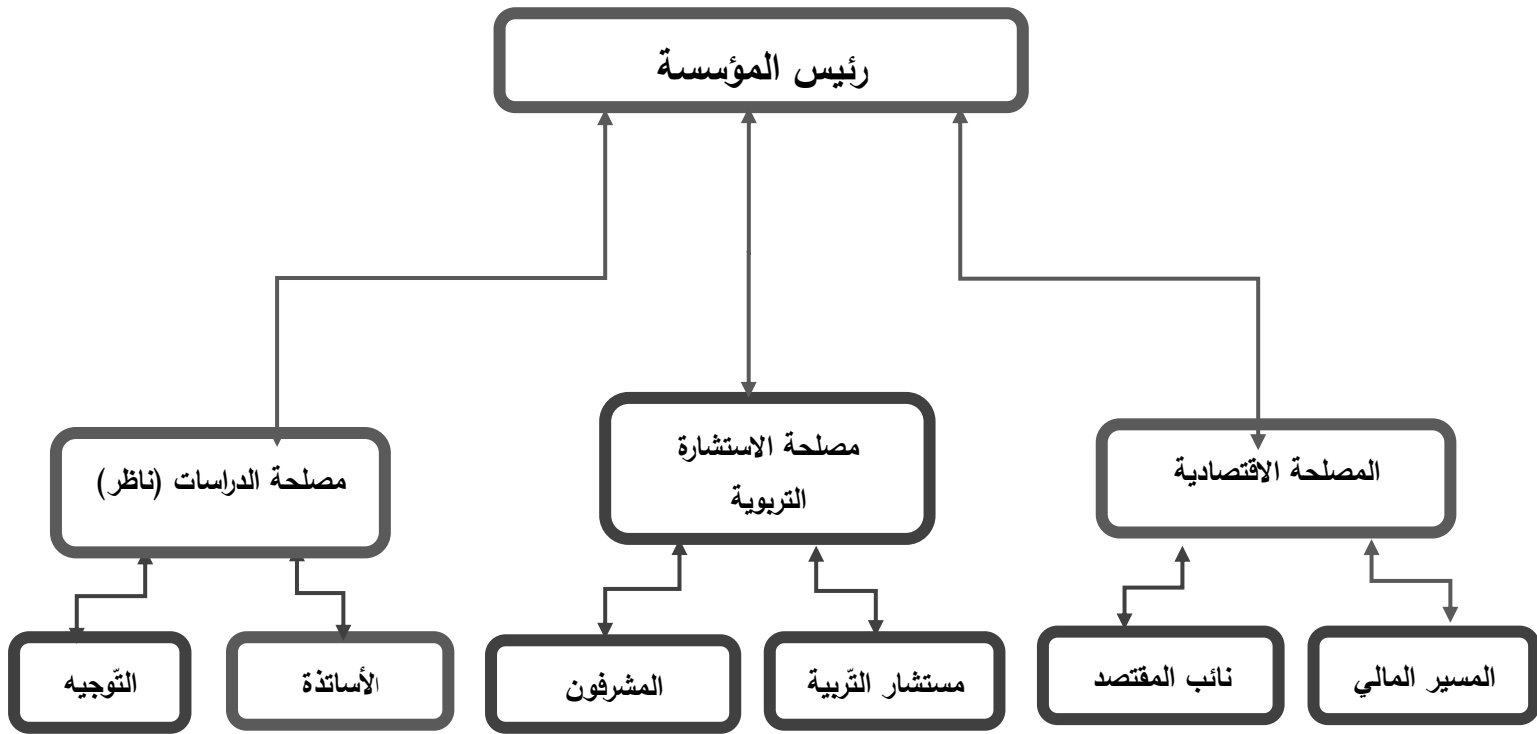 رئيس المؤسسة
المصلحة الاقتصادية
مصلحة الاستشارة
التربوية
مصلحة الدراسات (ناظر)
المسير المالي
نائب المقتصد
مستشار التّربية
المشرفون
الأساتذة
التّوجيه